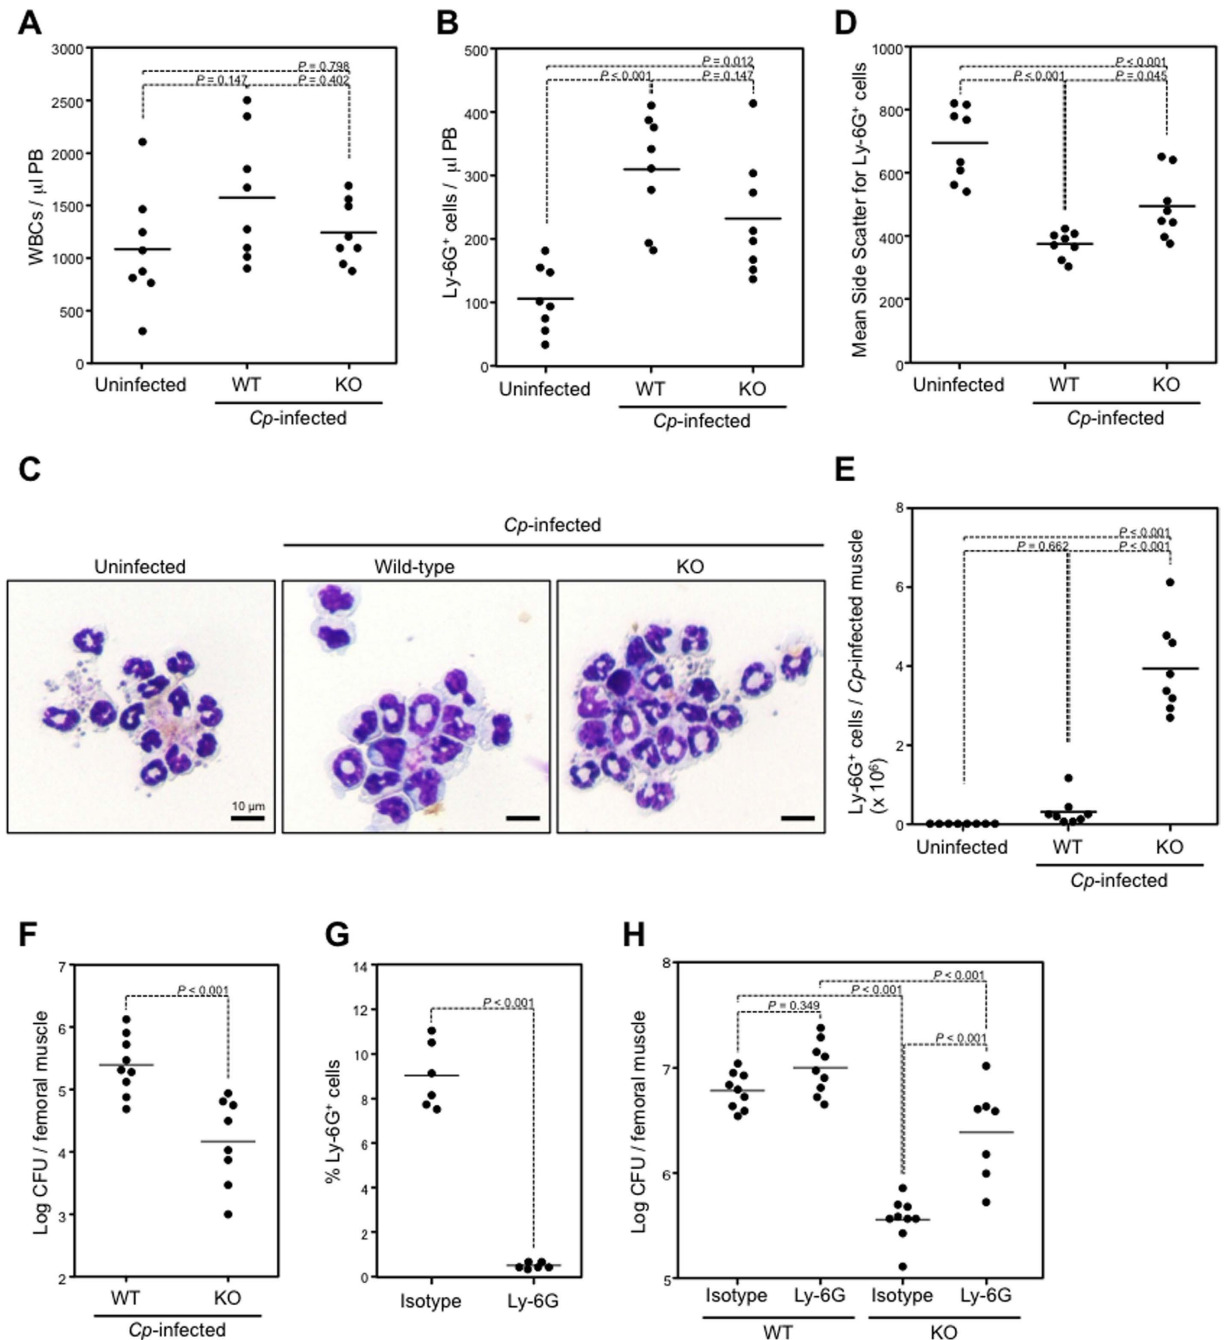 A
WBCs / μl PB
3000
2500
2000
1500
1000
500
0
P = 0.798
P = 0.147
P = 0.402
Uninfected
WT
KO
Cp-infected
B
Ly-6G+ cells / μl PB
500
400
300
200
100
0
P = 0.012
P < 0.001
P = 0.147
Uninfected
WT
KO
Cp-infected
D
Mean Side Scatter for Ly-6G+ cells
1000
800
600
400
200
0
P < 0.001
P < 0.001
P = 0.045
Uninfected
WT
KO
Cp-infected
C
Cp-infected
Uninfected
Wild-type
KO
10 μm
E
Ly-6G+ cells / Cp-infected muscle
(x 10⁶)
8
6
4
2
0
P < 0.001
P = 0.662
P < 0.001
Uninfected
WT
KO
Cp-infected
F
Log CFU / femoral muscle
7
6
5
4
3
2
P < 0.001
WT
KO
Cp-infected
G
% Ly-6G+ cells
14
12
10
8
6
4
2
0
P < 0.001
Isotype
Ly-6G
H
Log CFU / femoral muscle
8
7
6
5
P < 0.001
P < 0.001
P = 0.349
P < 0.001
Isotype
Ly-6G
Isotype
Ly-6G
WT
KO